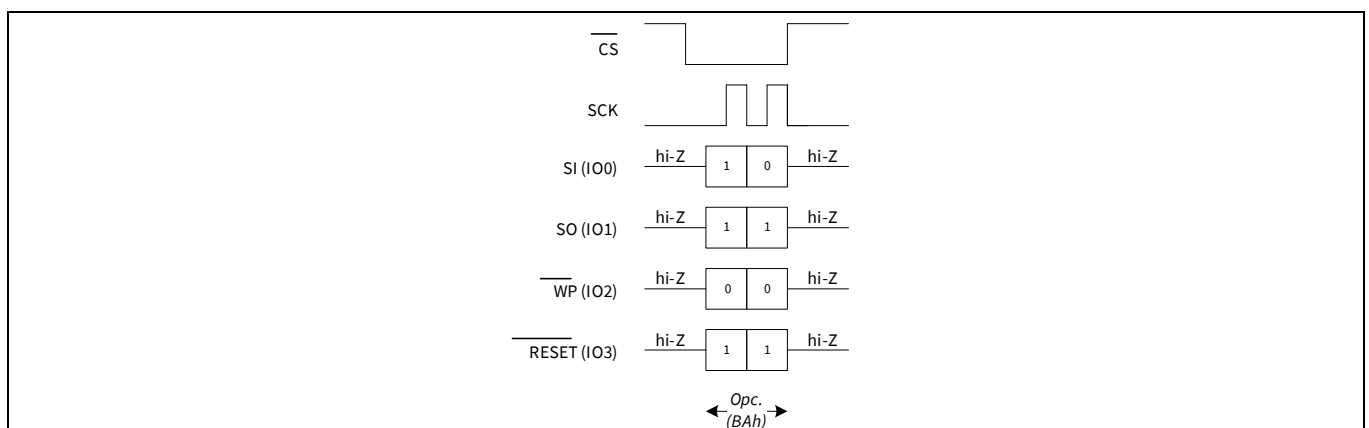 CS
SCK
SI (IO0) hi-Z 1 0 hi-Z
SO (IO1) hi-Z 1 1 hi-Z
WP (IO2) hi-Z 0 0 hi-Z
RESET (IO3) hi-Z 1 1 hi-Z
Opc.
(BAh)